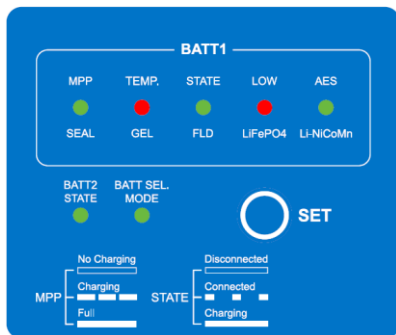 BATT1
MPP TEMP. STATE LOW AES
SEAL GEL FLD LiFePO4 Li-NiCoMn
BATT2 BATT SEL.
STATE MODE
SET
No Charging Disconnected
MPP Charging STATE Connected
Full Charging